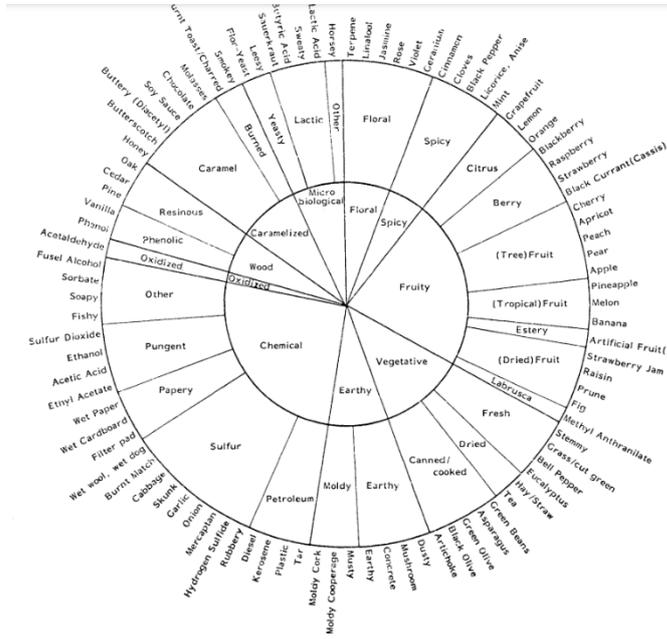 Floral
Spicy
Fruity
Vegetative
Earthy
Chemical
Oxidized
Wood
Caramelized
Micro
biological
Floral
Spicy
Citrus
Berry
(Tree)Fruit
(Tropical)Fruit
Estery
(Dried)Fruit
Labrusca
Fresh
Dried
Canned/
cooked
Earthy
Moldy
Petroleum
Sulfur
Papery
Pungent
Other
Oxidized
Phenolic
Resinous
Caramel
Burned
Yeasty
Lactic
Other
Terpene
Linalool
Jasmine
Rose
Violet
Geranium
Cinnamon
Cloves
Black Pepper
Licorice, Anise
Mint
Grapefruit
Lemon
Orange
Blackberry
Raspberry
Strawberry
Black Currant(Cassis)
Cherry
Apricot
Peach
Pear
Apple
Pineapple
Melon
Banana
Artificial Fruit(
Strawberry Jam
Raisin
Prune
Fig
Methyl Anthranilate
Stemmy
Grass/cut green
Bell Pepper
Eucalyptus
Hay/Straw
Tea
Green Beans
Asparagus
Green Olive
Black Olive
Artichoke
Dusty
Mushroom
Concrete
Earthy
Musty
Moldy Cooperage
Moldy Cork
Tar
Plastic
Kerosene
Diesel
Rubbery
Hydrogen Sulfide
Mercaptan
Onion
Garlic
Skunk
Cabbage
Burnt Match
Wet wool, wet dog
Filter pad
Wet Cardboard
Wet Paper
Ethyl Acetate
Acetic Acid
Ethanol
Sulfur Dioxide
Fishy
Soapy
Sorbate
Fusel Alcohol
Acetaldehyde
Phenol
Vanilla
Pine
Cedar
Oak
Honey
Butterscotch
Buttery (Diacetyl)
Soy Sauce
Chocolate
Molasses
urnt Toast/Charred
Smokey
Flor-Yeast
Leesy
Sauerkraut
utyric Acid
Sweaty
Lactic Acid
Horsey